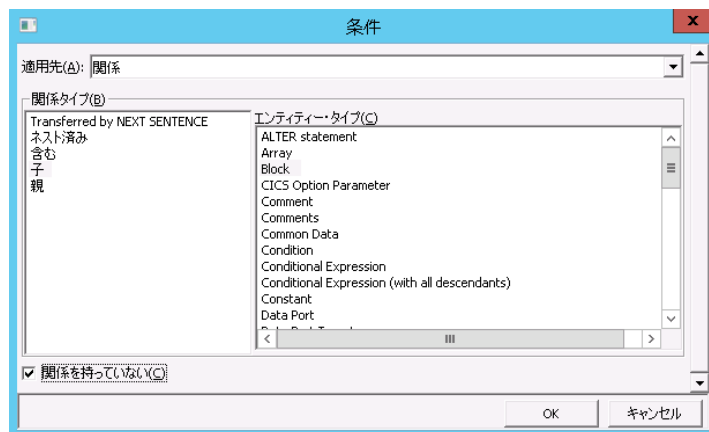 条件
x
適用先(A): 関係
関係タイプ(B)
Transferred by NEXT SENTENCE
ネスト済み
含む
子
親
エンティティー・タイプ(C)
ALTER statement
Array
Block
CICS Option Parameter
Comment
Comments
Common Data
Condition
Conditional Expression
Conditional Expression (with all descendants)
Constant
Data Port
関係を持っていない(C)
OK
キャンセル